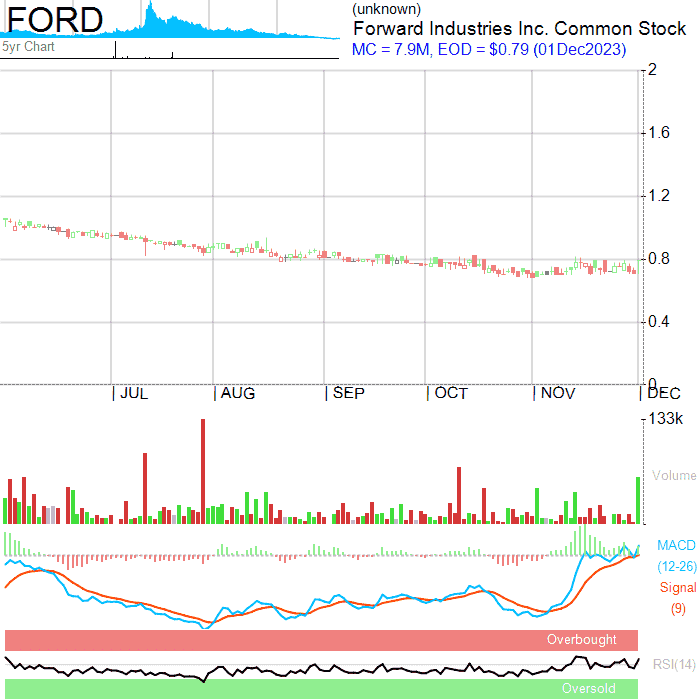 FORD
5yr Chart
(unknown)
Forward Industries Inc. Common Stock
MC = 7.9M, EOD = $0.79 (01Dec2023)
2
1.6
1.2
0.8
0.4
0
JUL
AUG
SEP
OCT
NOV
DEC
133k
Volume
MACD
(12-26)
Signal
(9)
Overbought
RSI(14)
Oversold